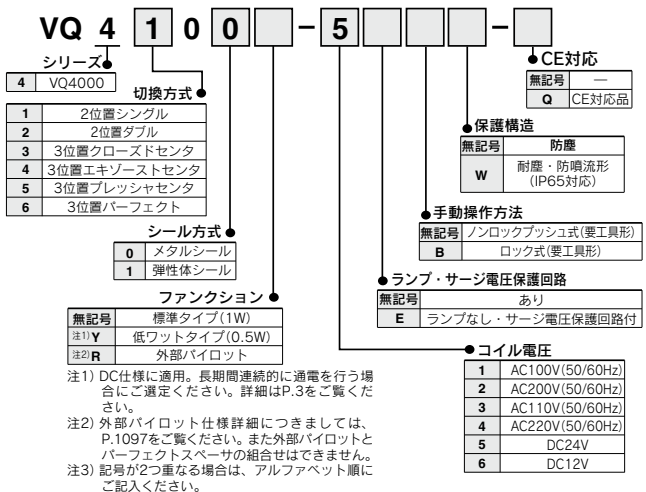 VQ 4 1 0 0 - 5 -
シリーズ
4 VQ4000
切換方式
1 2位置シングル
2 2位置ダブル
3 3位置クローズドセンタ
4 3位置エキゾーストセンタ
5 3位置プレッシャセンタ
6 3位置パーフェクト
シール方式
0 メタルシール
1 弾性体シール
ファンクション
無記号 標準タイプ(1W)
注1)Y 低ワットタイプ(0.5W)
注2)R 外部パイロット
注1) DC仕様に適用。長期間連続的に通電を行う場
合にご選定ください。詳細はP.3をご覧くだ
さい。
注2) 外部パイロット仕様詳細につきましては、
P.1097をご覧ください。また外部パイロットと
パーフェクトスペーサの組合せはできません。
注3) 記号が2つ重なる場合は、アルファベット順に
ご記入ください。
CE対応
無記号 —
Q CE対応品
保護構造
無記号 防塵
W 耐塵・防噴流形
(IP65対応)
手動操作方法
無記号 ノンロックプッシュ式(要工具形)
B ロック式(要工具形)
ランプ・サージ電圧保護回路
無記号 あり
E ランプなし・サージ電圧保護回路付
コイル電圧
1 AC100V(50/60Hz)
2 AC200V(50/60Hz)
3 AC110V(50/60Hz)
4 AC220V(50/60Hz)
5 DC24V
6 DC12V